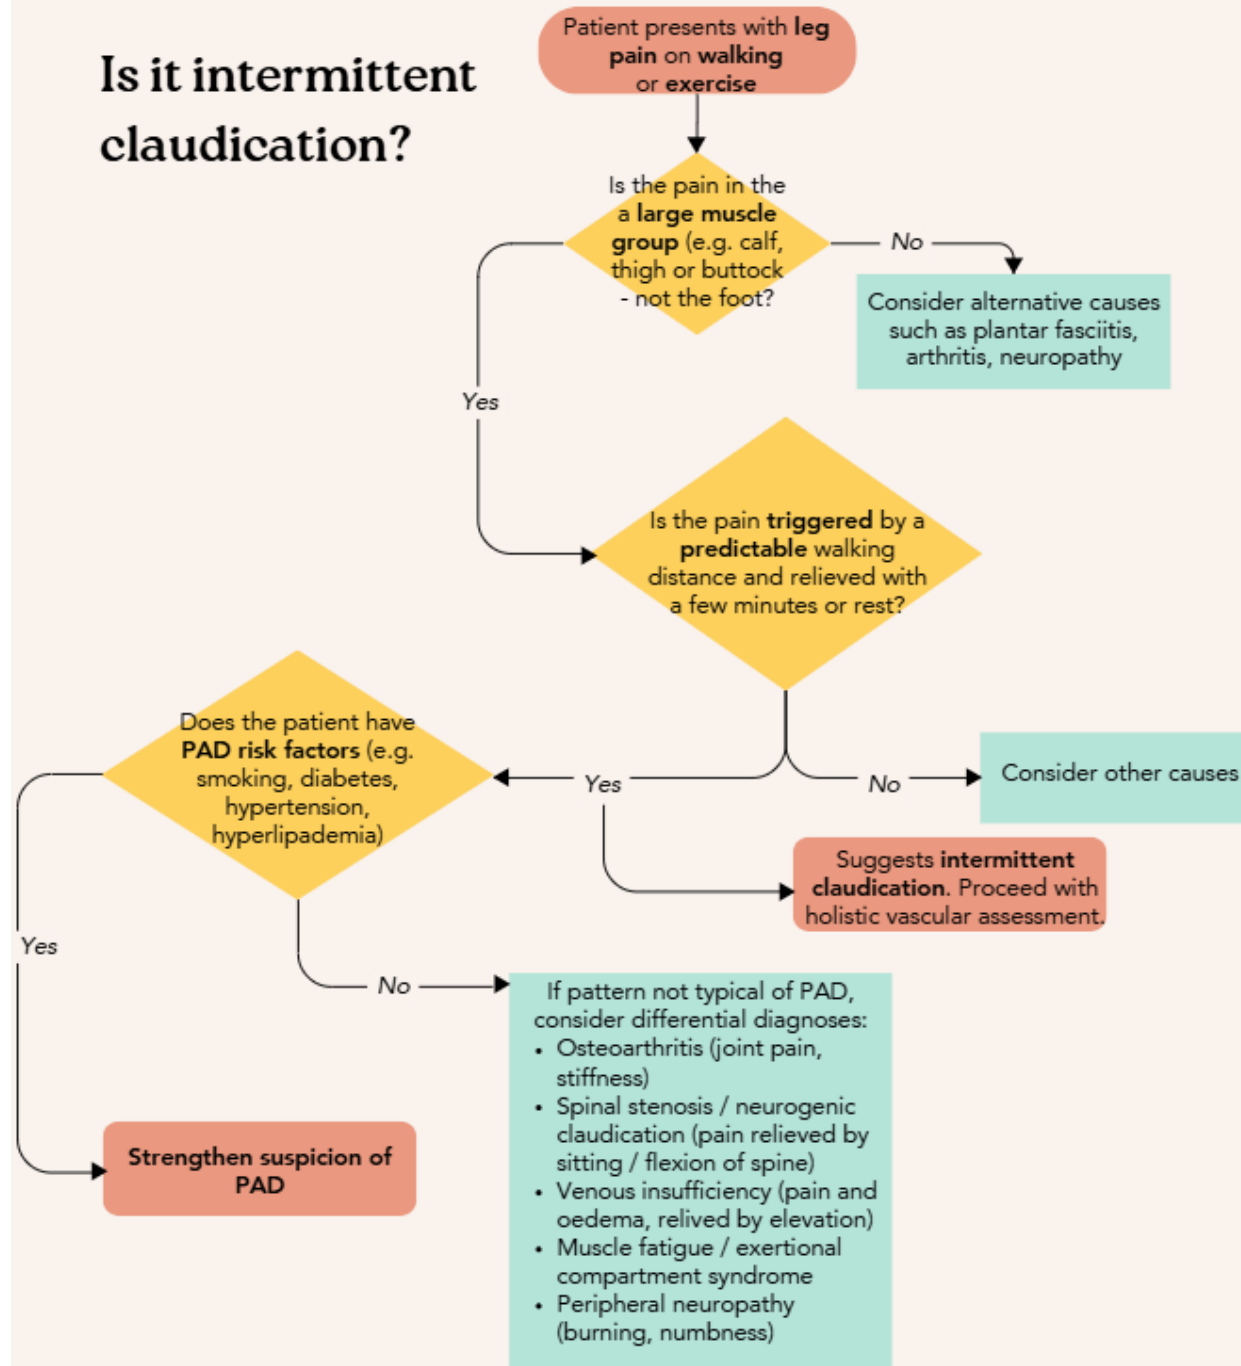 Is it intermittent
claudication?
Patient presents with leg
pain on walking
or exercise
Is the pain in the
a large muscle
group (e.g. calf,
thigh or buttock
- not the foot?
No
Consider alternative causes
such as plantar fasciitis,
arthritis, neuropathy
Yes
Is the pain triggered by a
predictable walking
distance and relieved with
a few minutes or rest?
Does the patient have
PAD risk factors (e.g.
smoking, diabetes,
hypertension,
hyperlipademia)
Yes
No
Consider other causes
Suggests intermittent
claudication. Proceed with
holistic vascular assessment.
Yes
No
If pattern not typical of PAD,
consider differential diagnoses:
• Osteoarthritis (joint pain,
stiffness)
• Spinal stenosis / neurogenic
claudication (pain relieved by
sitting / flexion of spine)
• Venous insufficiency (pain and
oedema, relived by elevation)
• Muscle fatigue / exertional
compartment syndrome
• Peripheral neuropathy
(burning, numbness)
Strengthen suspicion of
PAD